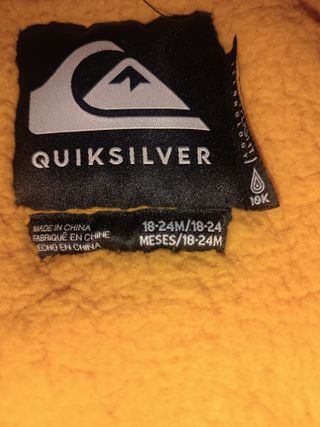 QUIKSILVER
10K
MADE IN CHINA
FABRIQUÉ EN CHINE
HECHO EN CHINA
18-24M/18-24
MESES/18-24M